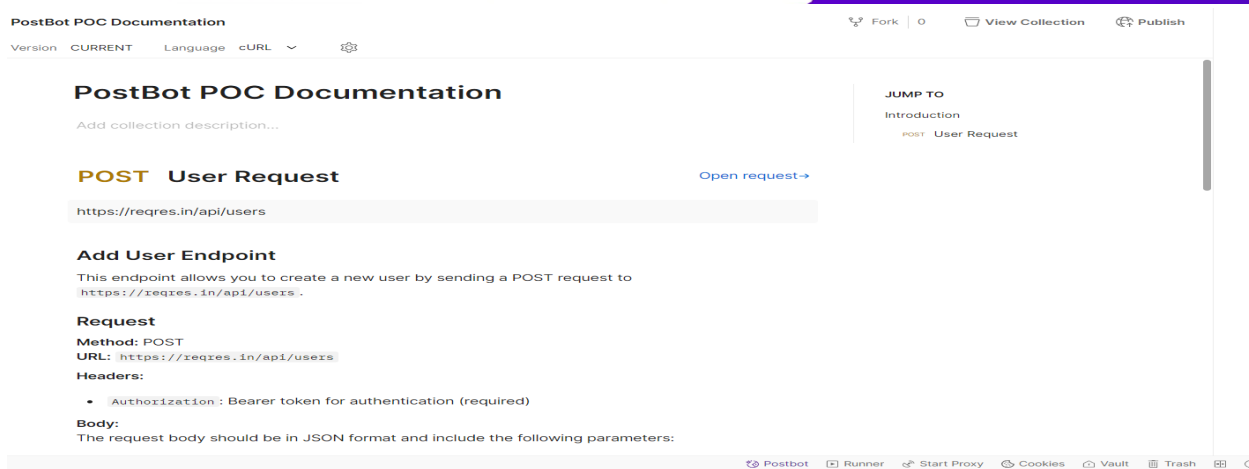 PostBot POC Documentation
Fork 0 View Collection Publish
Version CURRENT Language cURL
PostBot POC Documentation
Add collection description...
JUMP TO
Introduction
POST User Request
POST User Request
Open request→
https://reqres.in/api/users
Add User Endpoint
This endpoint allows you to create a new user by sending a POST request to
https://reqres.in/api/users.
Request
Method: POST
URL: https://reqres.in/api/users
Headers:
• Authorization: Bearer token for authentication (required)
Body:
The request body should be in JSON format and include the following parameters:
Postbot Runner Start Proxy Cookies Vault Trash